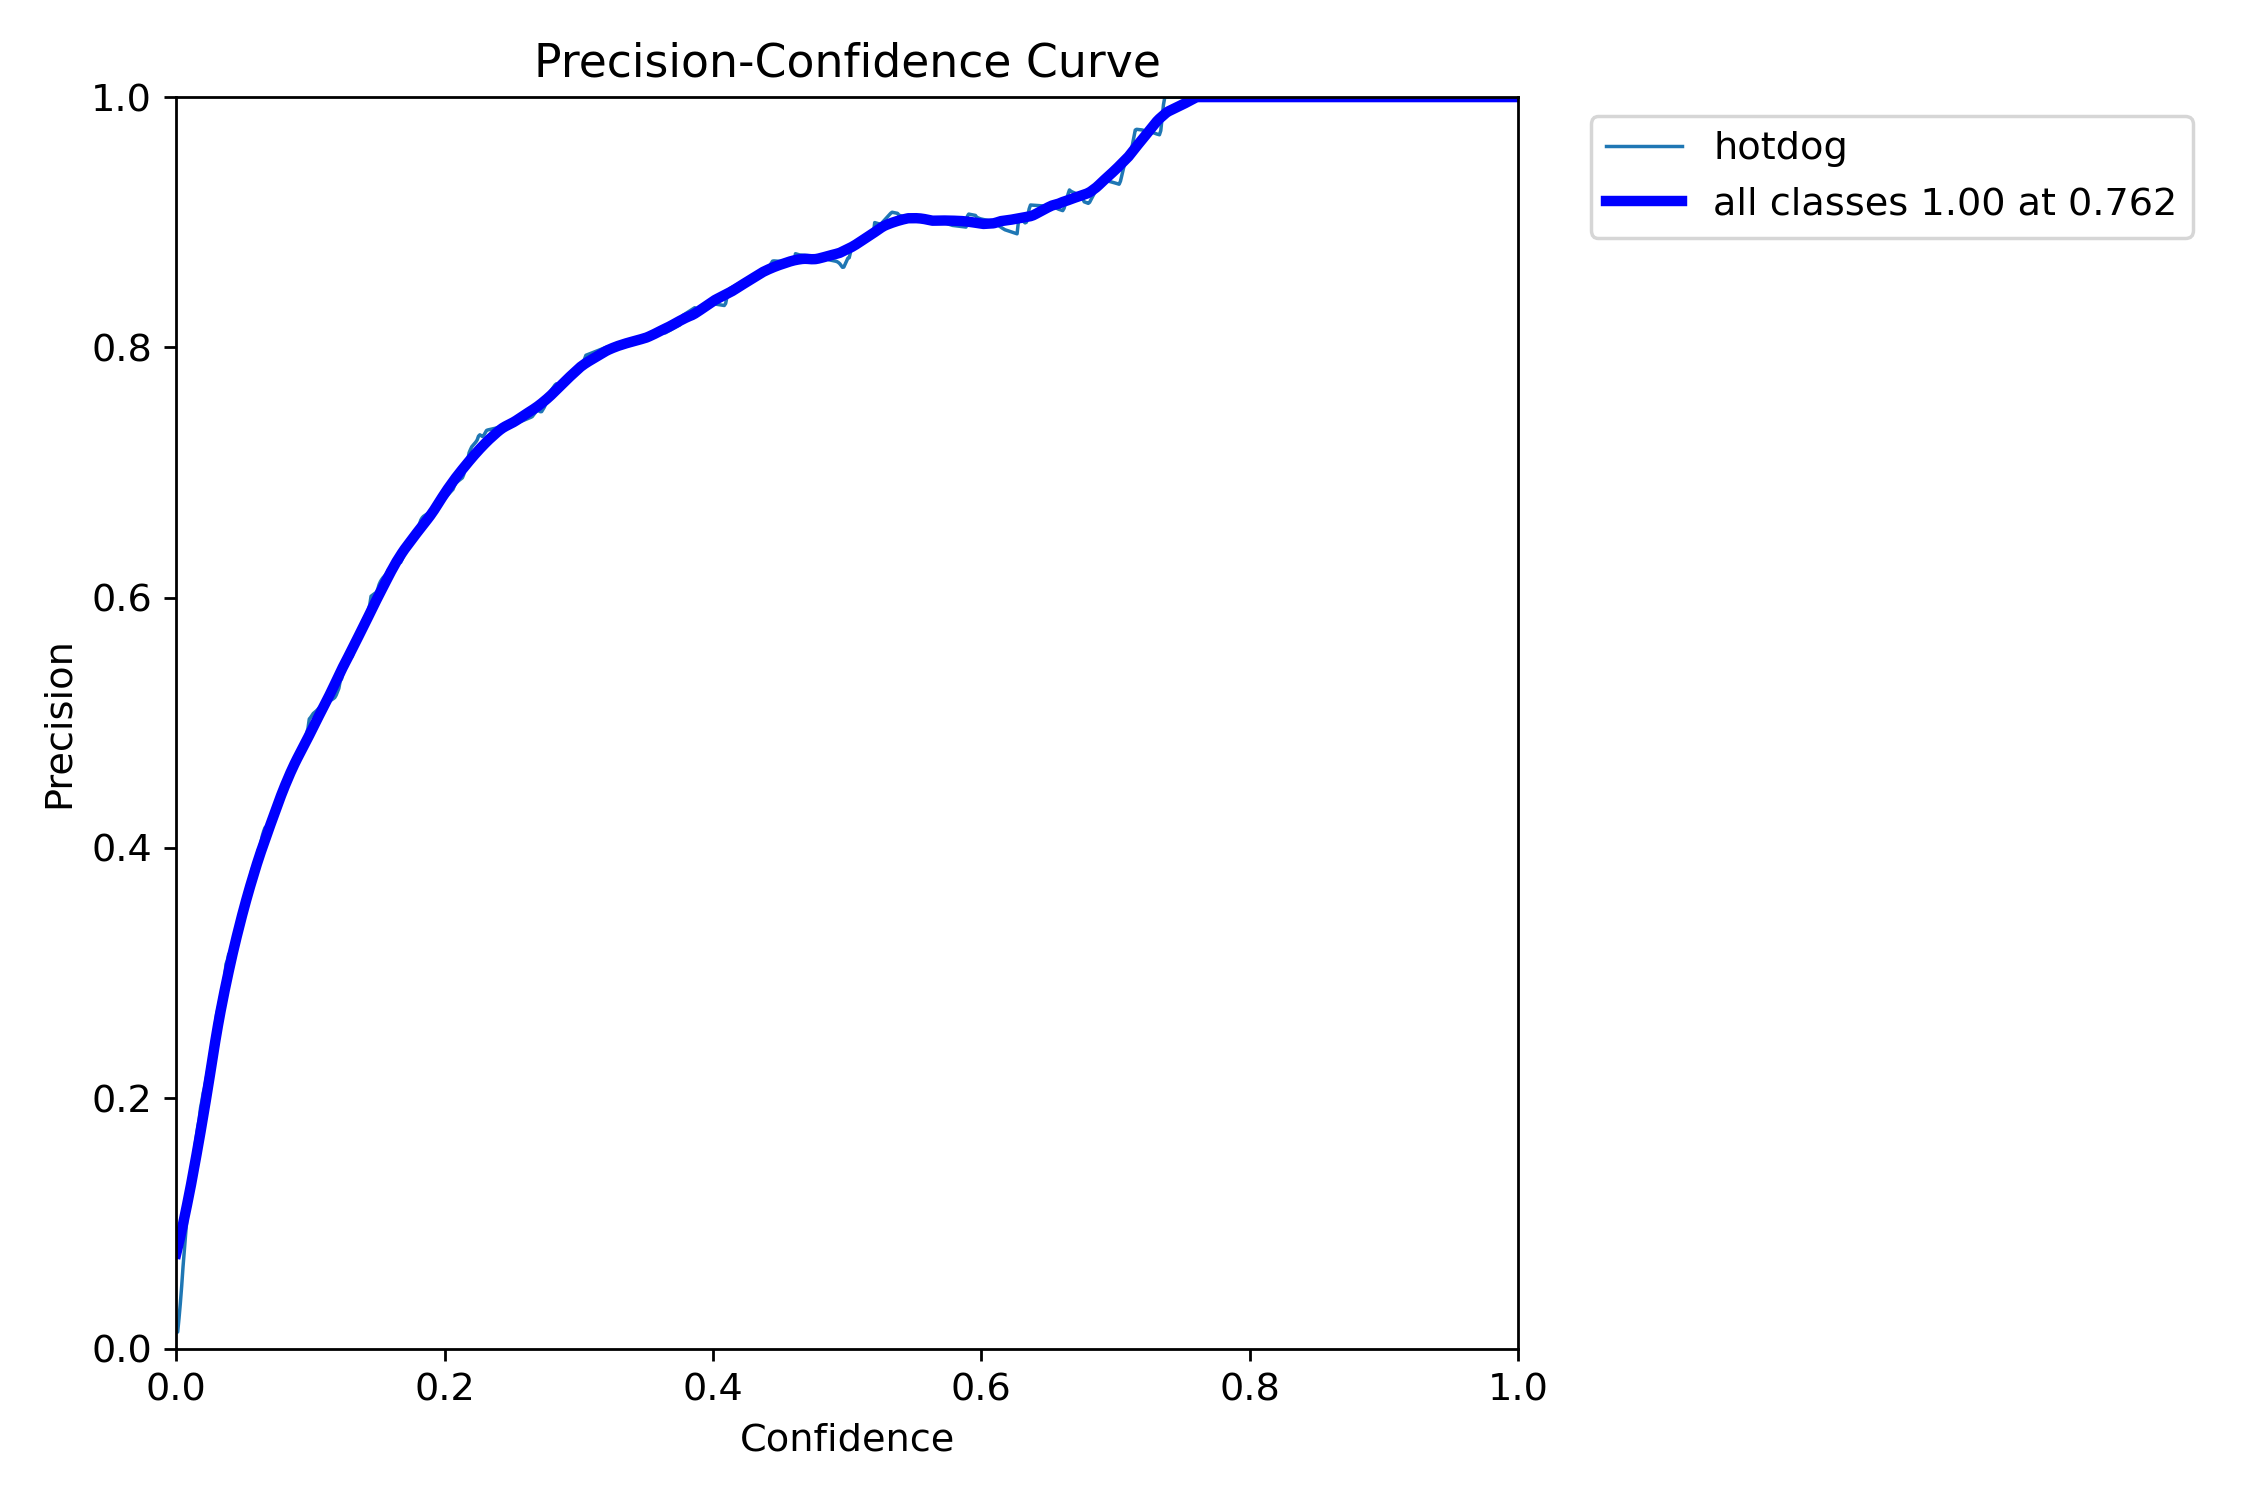 Precision-Confidence Curve
1.0
0.8
0.6
0.4
0.2
0.0
Precision
0.0 0.2 0.4 0.6 0.8 1.0
Confidence
hotdog
all classes 1.00 at 0.762